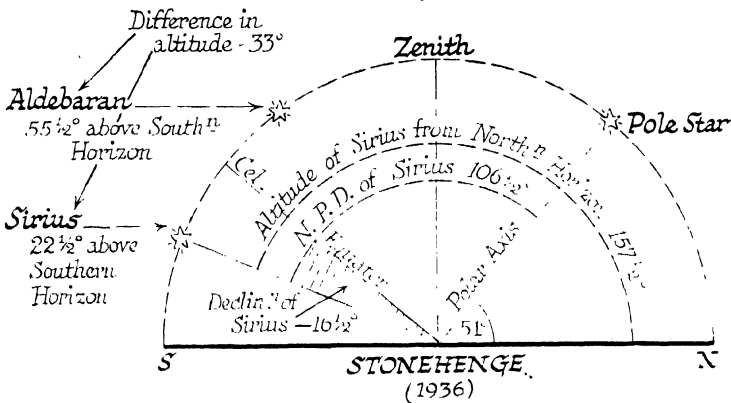 Difference in
altitude - 33°
Zenith
Aldebaran
55½° above Southⁿ
Horizon
Pole Star
Cel.
Equator
Altitude of Sirius from Northⁿ Horizon 157½°
N. P. D. of Sirius 106½°
Sirius
22½° above
Southern
Horizon
Declinⁿ of
Sirius –16½°
Polar Axis
51°
S
STONEHENGE.
N
(1936)